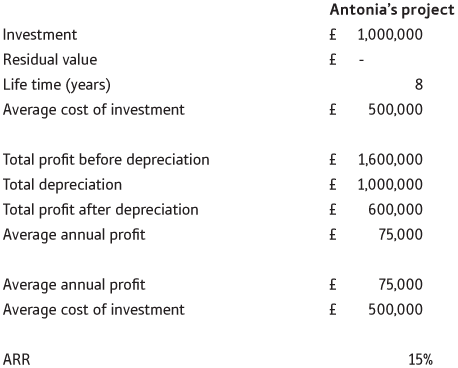 Antonia's project
Investment £ 1,000,000
Residual value £ -
Life time (years) 8
Average cost of investment £ 500,000
Total profit before depreciation £ 1,600,000
Total depreciation £ 1,000,000
Total profit after depreciation £ 600,000
Average annual profit £ 75,000
Average annual profit £ 75,000
Average cost of investment £ 500,000
ARR 15%